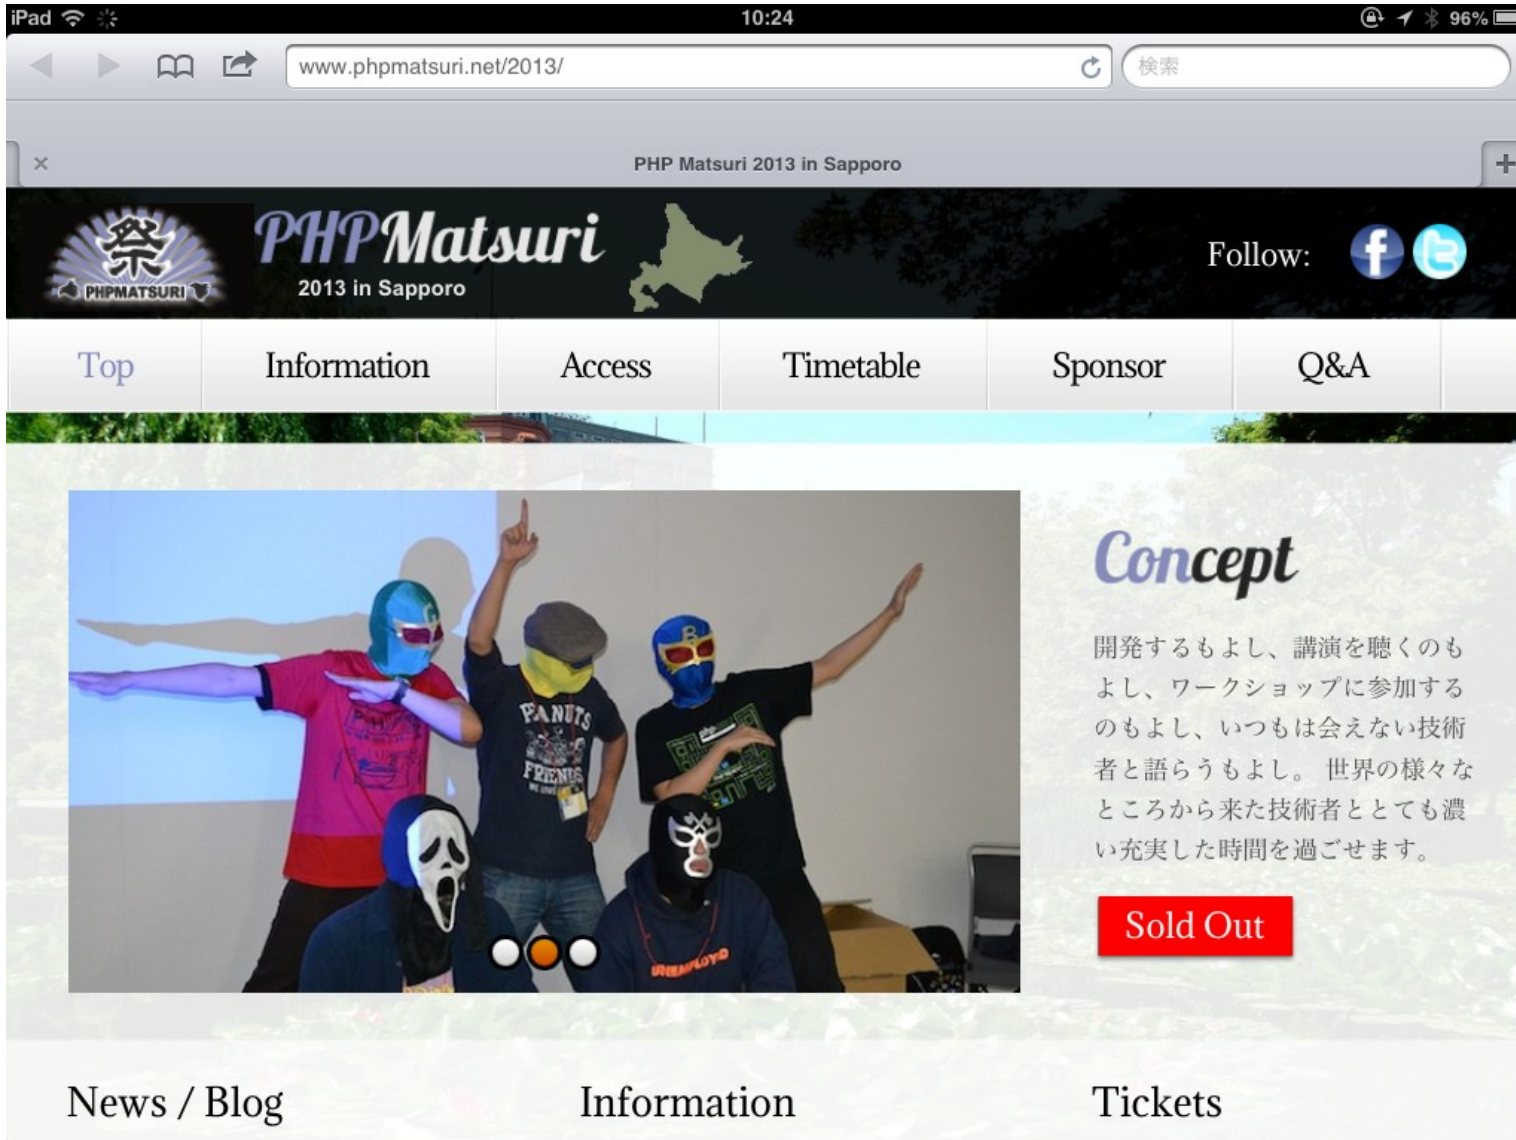 iPad 10:24 96%
www.phpmatsuri.net/2013/ 検索
PHP Matsuri 2013 in Sapporo
祭
PHPMATSURI
PHPMatsuri
2013 in Sapporo
Follow: f t
Top Information Access Timetable Sponsor Q&A
G
B
PEANUTS
FRIENDS
php
Concept
開発するもよし、講演を聴くのも
よし、ワークショップに参加する
のもよし、いつもは会えない技術
者と語らうもよし。 世界の様々な
ところから来た技術者ととても濃
い充実した時間を過ごせます。
Sold Out
UNEMPLOYD
News / Blog Information Tickets